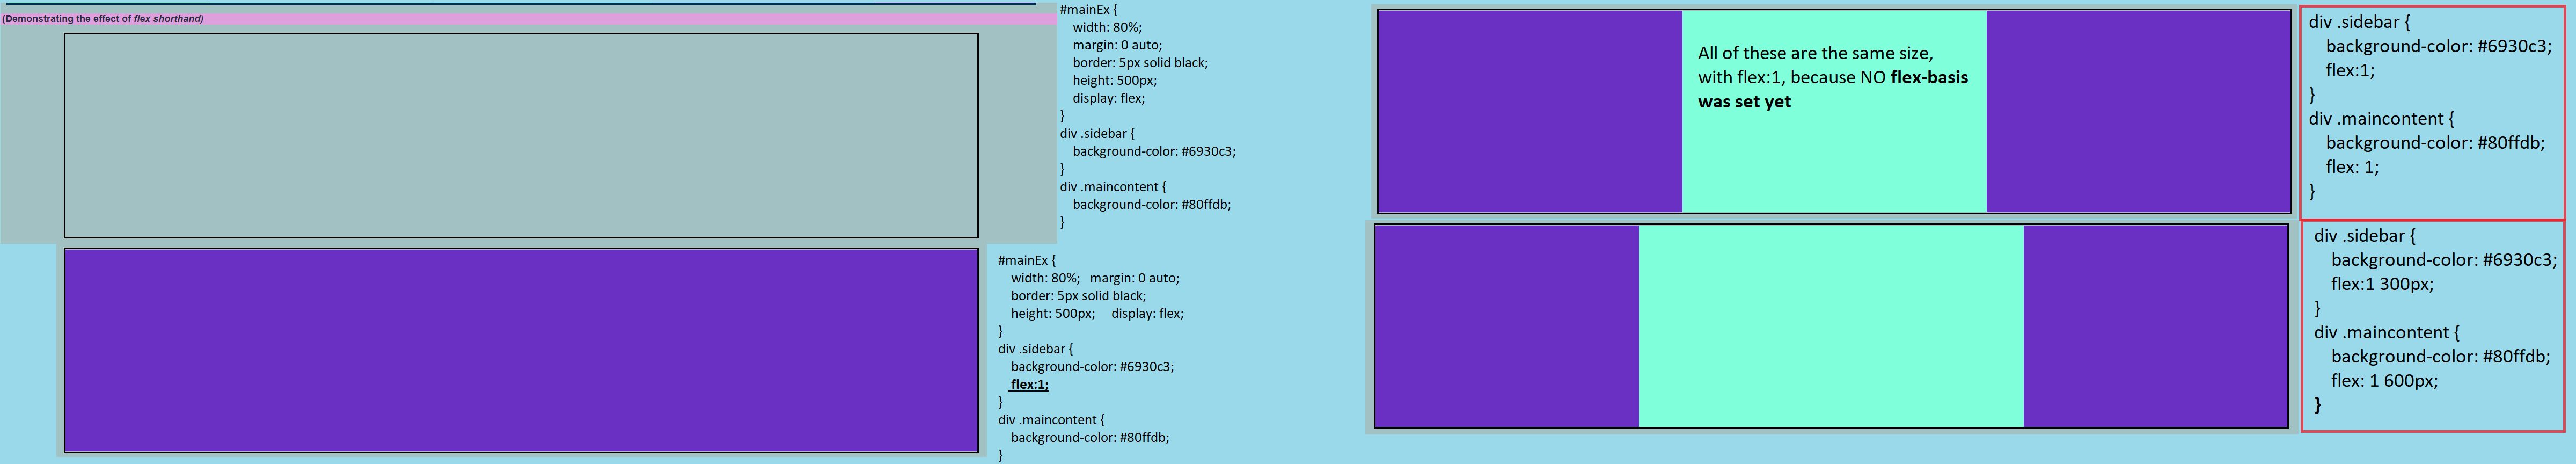 (Demonstrating the effect of flex shorthand)
#mainEx {
width: 80%;
margin: 0 auto;
border: 5px solid black;
height: 500px;
display: flex;
}
div .sidebar {
background-color: #6930c3;
}
div .maincontent {
background-color: #80ffdb;
}
#mainEx {
width: 80%;   margin: 0 auto;
border: 5px solid black;
height: 500px;     display: flex;
}
div .sidebar {
background-color: #6930c3;
flex:1;
}
div .maincontent {
background-color: #80ffdb;
}
All of these are the same size,
with flex:1, because NO flex-basis
was set yet
div .sidebar {
background-color: #6930c3;
flex:1;
}
div .maincontent {
background-color: #80ffdb;
flex: 1;
}
div .sidebar {
background-color: #6930c3;
flex:1 300px;
}
div .maincontent {
background-color: #80ffdb;
flex: 1 600px;
}